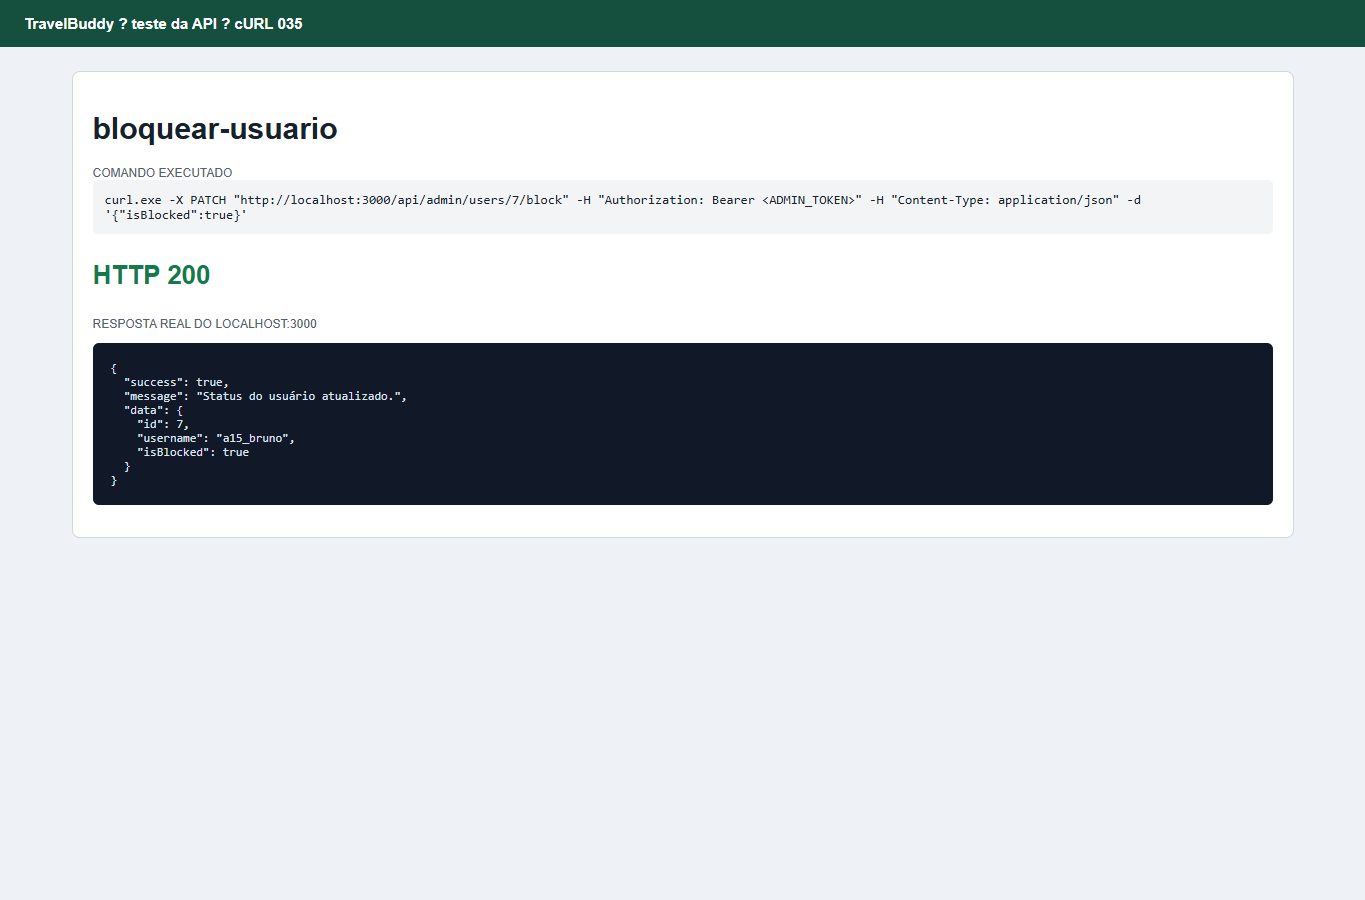 TravelBuddy ? teste da API ? cURL 035
bloquear-usuario
COMANDO EXECUTADO
curl.exe -X PATCH "http://localhost:3000/api/admin/users/7/block" -H "Authorization: Bearer <ADMIN_TOKEN>" -H "Content-Type: application/json" -d
'{"isBlocked":true}'
HTTP 200
RESPOSTA REAL DO LOCALHOST:3000
{
  "success": true,
  "message": "Status do usuário atualizado.",
  "data": {
    "id": 7,
    "username": "a15_bruno",
    "isBlocked": true
  }
}